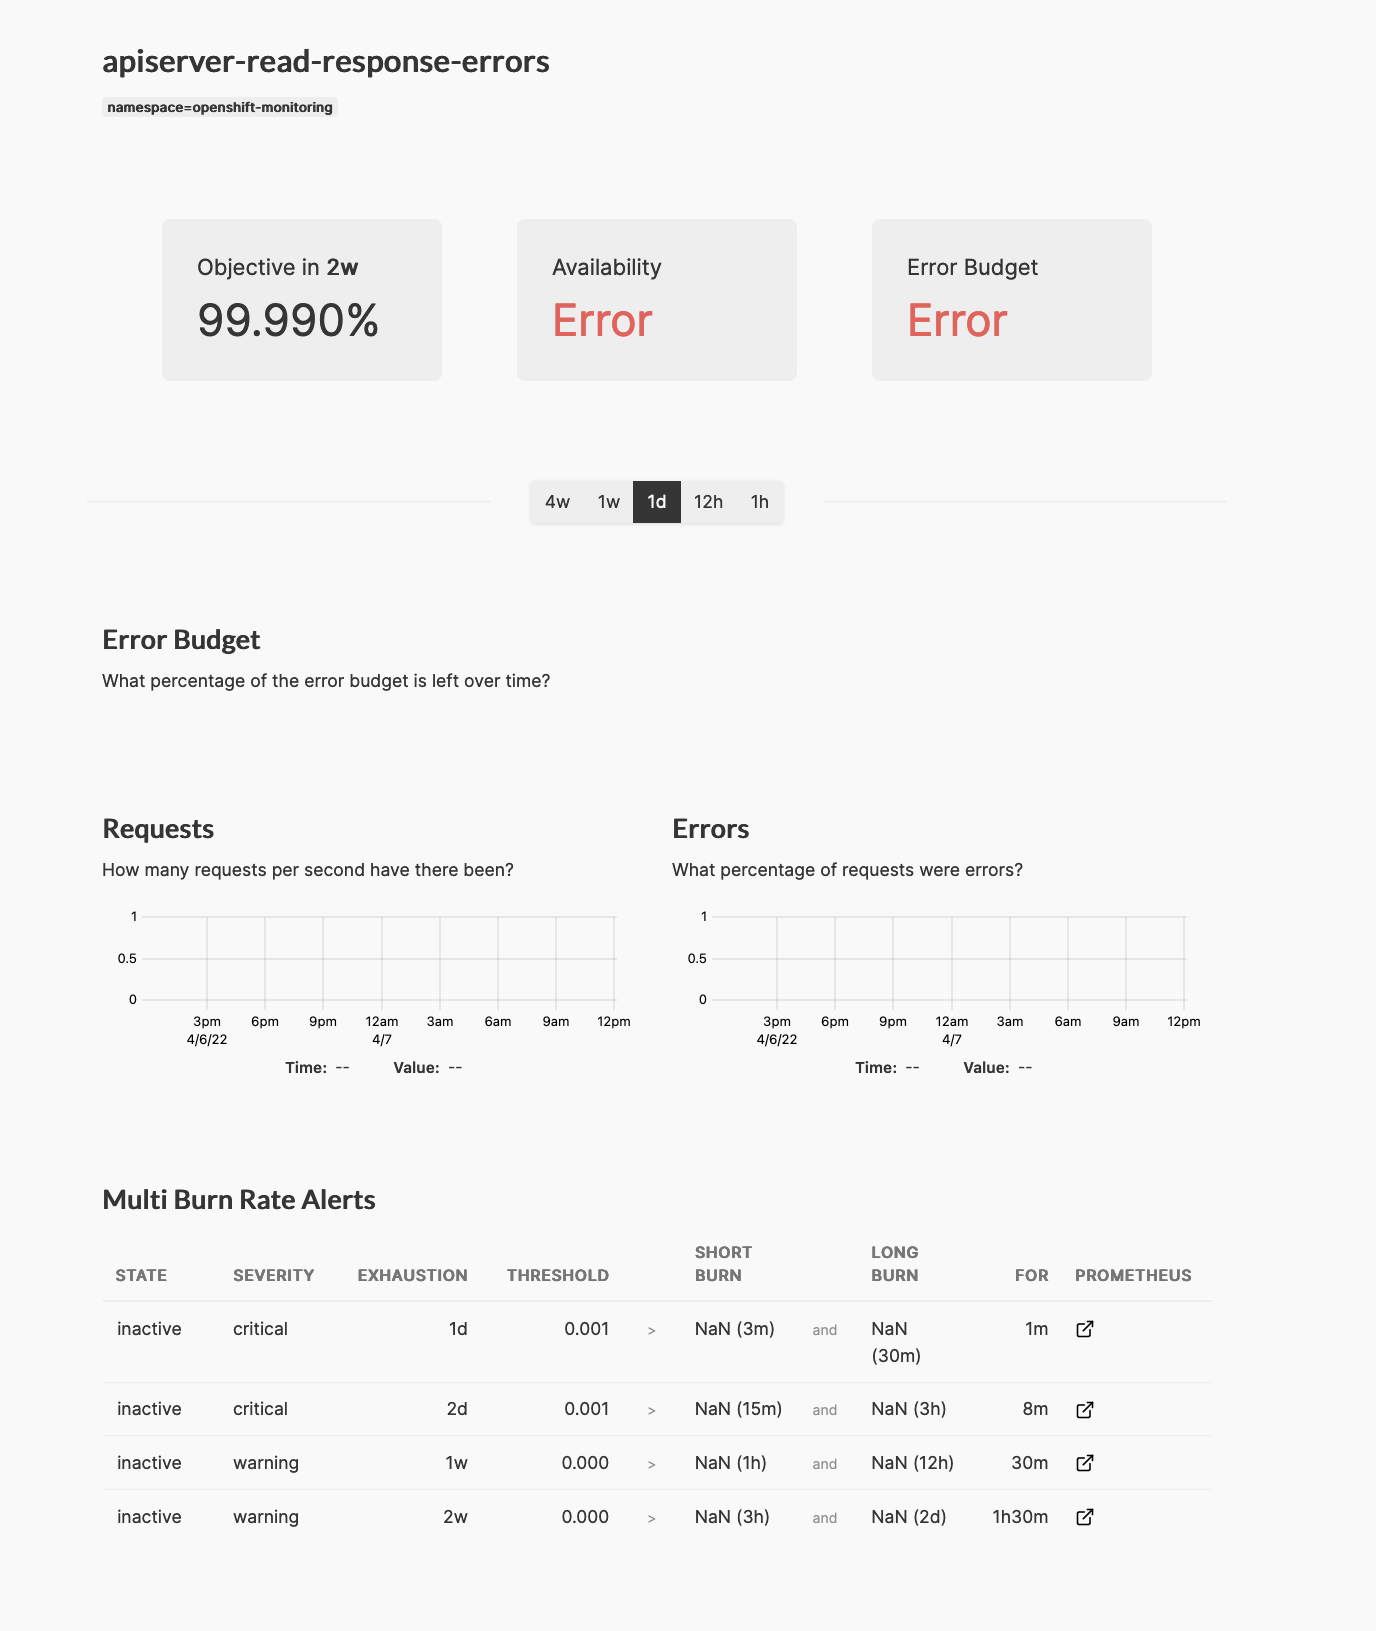 apiserver-read-response-errors
namespace=openshift-monitoring
Objective in 2w
99.990%
Availability
Error
Error Budget
Error
4w 1w 1d 12h 1h
Error Budget
What percentage of the error budget is left over time?
Requests
How many requests per second have there been?
1
0.5
0
3pm 6pm 9pm 12am 3am 6am 9am 12pm
4/6/22 4/7
Time: -- Value: --
Errors
What percentage of requests were errors?
1
0.5
0
3pm 6pm 9pm 12am 3am 6am 9am 12pm
4/6/22 4/7
Time: -- Value: --
Multi Burn Rate Alerts
STATE SEVERITY EXHAUSTION THRESHOLD SHORT BURN LONG BURN FOR PROMETHEUS
inactive critical 1d 0.001 > NaN (3m) and NaN (30m) 1m
inactive critical 2d 0.001 > NaN (15m) and NaN (3h) 8m
inactive warning 1w 0.000 > NaN (1h) and NaN (12h) 30m
inactive warning 2w 0.000 > NaN (3h) and NaN (2d) 1h30m